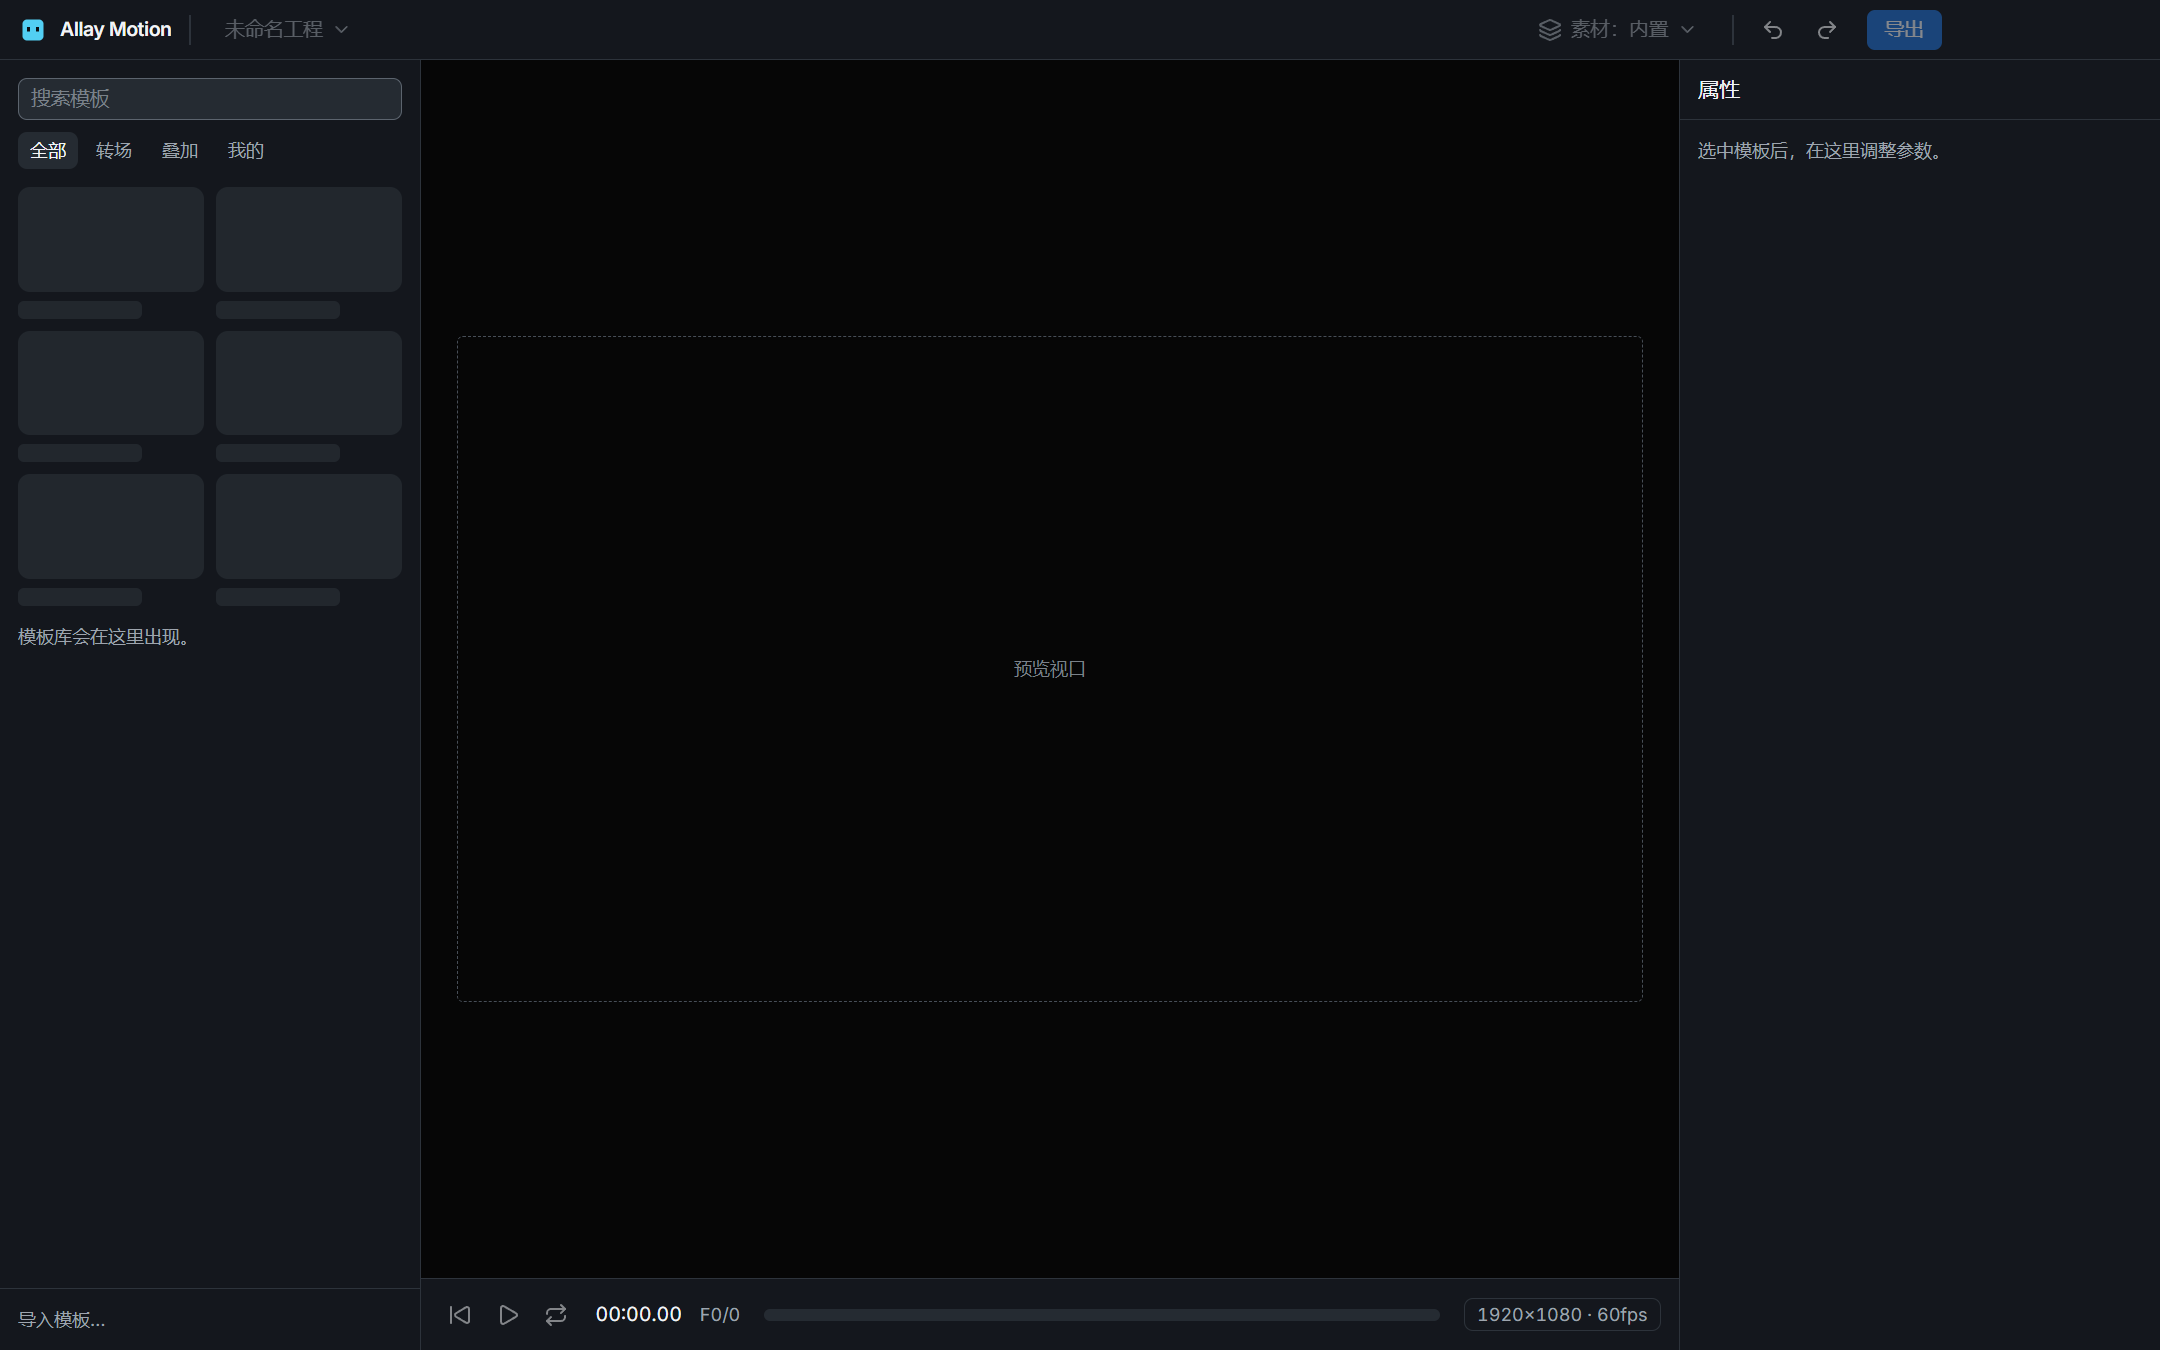 Allay Motion
未命名工程
素材：内置
导出
搜索模板
全部
转场
叠加
我的
模板库会在这里出现。
导入模板...
预览视口
00:00.00
F0/0
1920×1080 · 60fps
属性
选中模板后，在这里调整参数。